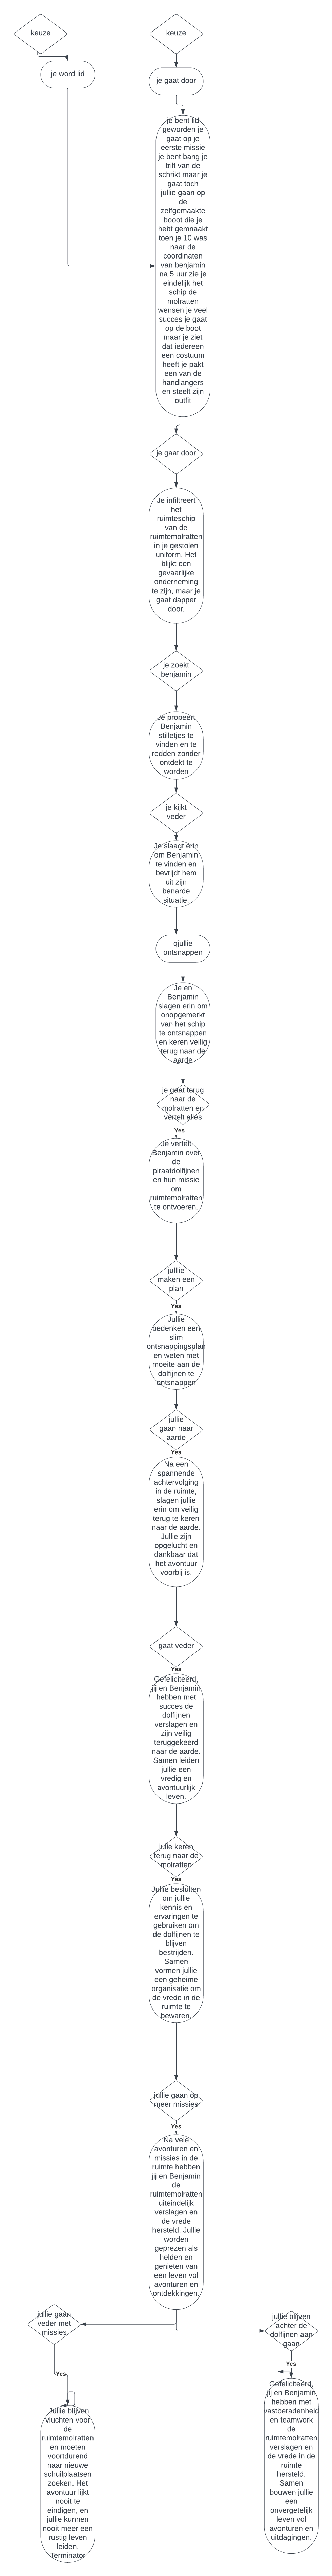 keuze
keuze
je word lid
je gaat door
je bent lid
geworden je
gaat op je
eerste missie
je bent bang je
trilt van de
schrikt maar je
gaat toch
jullie gaan op
de
zelfgemaakte
booot die je
hebt gemnaakt
toen je 10 was
naar de
coordinaten
van benjamin
na 5 uur zie je
eindelijk het
schip de
molratten
wensen je veel
succes je gaat
op de boot
maar je ziet
dat iedereen
een costuum
heeft je pakt
een van de
handlangers
en steelt zijn
outfit
je gaat door
Je infiltreert
het
ruimteschip
van de
ruimtemolratten
in je gestolen
uniform. Het
blijkt een
gevaarlijke
onderneming
te zijn, maar je
gaat dapper
door.
je zoekt
benjamin
Je probeert
Benjamin
stilletjes te
vinden en te
redden zonder
ontdekt te
worden
je kijkt
veder
Je slaagt erin
om Benjamin
te vinden en
bevrijdt hem
uit zijn
benarde
situatie.
qjullie
ontsnappen
Je en
Benjamin
slagen erin om
onopgemerkt
van het schip
te ontsnappen
en keren veilig
terug naar de
aarde
je gaat terug
naar de
molratten en
vertelt alles
Yes
Je vertelt
Benjamin over
de
piraatdolfijnen
en hun missie
om
ruimtemolratten
te ontvoeren.
julllie
maken een
plan
Yes
Jullie
bedenken een
slim
ontsnappingsplan
en weten met
moeite aan de
dolfijnen te
ontsnappen
jullie
gaan naar
aarde
Yes
Na een
spannende
achtervolging
in de ruimte,
slagen jullie
erin om veilig
terug te keren
naar de aarde.
Jullie zijn
opgelucht en
dankbaar dat
het avontuur
voorbij is.
gaat veder
Yes
Gefeliciteerd,
jij en Benjamin
hebben met
succes de
dolfijnen
verslagen en
zijn veilig
teruggekeerd
naar de aarde.
Samen leiden
jullie een
vredig en
avontuurlijk
leven.
julie keren
terug naar de
molratten
Yes
Jullie besluiten
om jullie
kennis en
ervaringen te
gebruiken om
de dolfijnen te
blijven
bestrijden.
Samen
vormen jullie
een geheime
organisatie om
de vrede in de
ruimte te
bewaren.
jullie gaan op
meer missies
Yes
Na vele
avonturen en
missies in de
ruimte hebben
jij en Benjamin
de
ruimtemolratten
uiteindelijk
verslagen en
de vrede
hersteld. Jullie
worden
geprezen als
helden en
genieten van
een leven vol
avonturen en
ontdekkingen.
jullie gaan
veder met
missies
Yes
Jullie blijven
vluchten voor
de
ruimtemolratten
en moeten
voortdurend
naar nieuwe
schuilplaatsen
zoeken. Het
avontuur lijkt
nooit te
eindigen, en
jullie kunnen
nooit meer een
rustig leven
leiden.
Terminator
jullie blijven
achter de
dolfijnen aan
gaan
Yes
Gefeliciteerd,
jij en Benjamin
hebben met
vastberadenheid
en teamwork
de
ruimtemolratten
verslagen en
de vrede in de
ruimte
hersteld.
Samen
bouwen jullie
een
onvergetelijk
leven vol
avonturen en
uitdagingen.